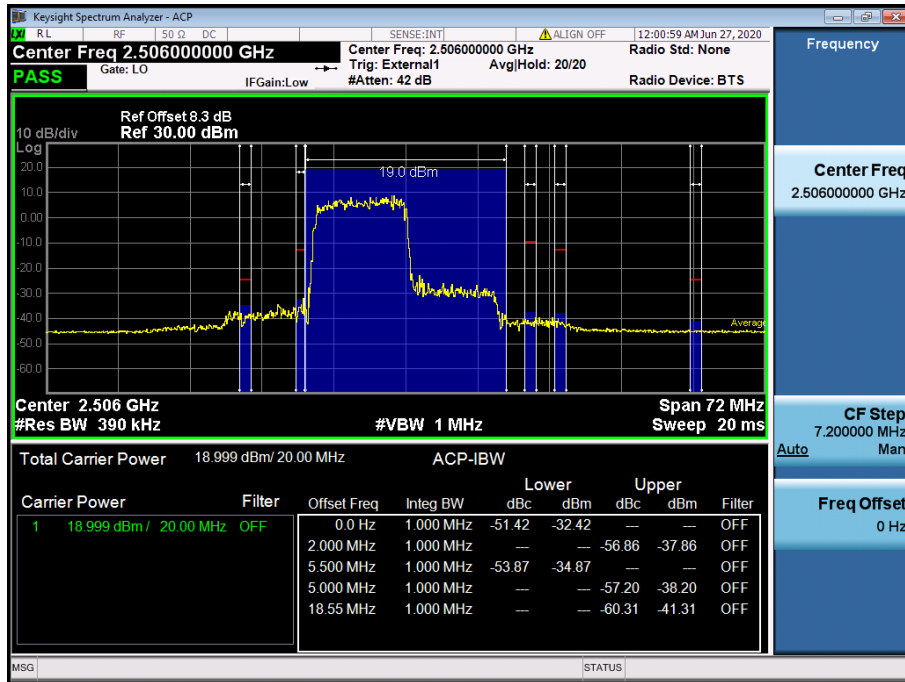 Keysight Spectrum Analyzer - ACP
LXI RL RF 50 Ω DC SENSE:INT ALIGN OFF 12:00:59 AM Jun 27, 2020
Center Freq 2.506000000 GHz
Center Freq: 2.506000000 GHz Radio Std: None
Gate: LO Trig: External1 Avg|Hold: 20/20
PASS IFGain:Low #Atten: 42 dB Radio Device: BTS
Ref Offset 8.3 dB
10 dB/div Ref 30.00 dBm
Log
19.0 dBm
20.0
10.0
0.00
-10.0
-20.0
-30.0
-40.0
Average
-50.0
-60.0
Center 2.506 GHz Span 72 MHz
#Res BW 390 kHz #VBW 1 MHz Sweep 20 ms
Total Carrier Power 18.999 dBm/ 20.00 MHz ACP-IBW
Lower Upper
Carrier Power Filter Offset Freq Integ BW dBc dBm dBc dBm Filter
1 18.999 dBm / 20.00 MHz OFF 0.0 Hz 1.000 MHz -51.42 -32.42 --- --- OFF
2.000 MHz 1.000 MHz --- --- -56.86 -37.86 OFF
5.500 MHz 1.000 MHz -53.87 -34.87 --- --- OFF
5.000 MHz 1.000 MHz --- --- -57.20 -38.20 OFF
18.55 MHz 1.000 MHz --- --- -60.31 -41.31 OFF
MSG STATUS
Frequency
Center Freq
2.506000000 GHz
CF Step
7.200000 MHz
Auto Man
Freq Offset
0 Hz